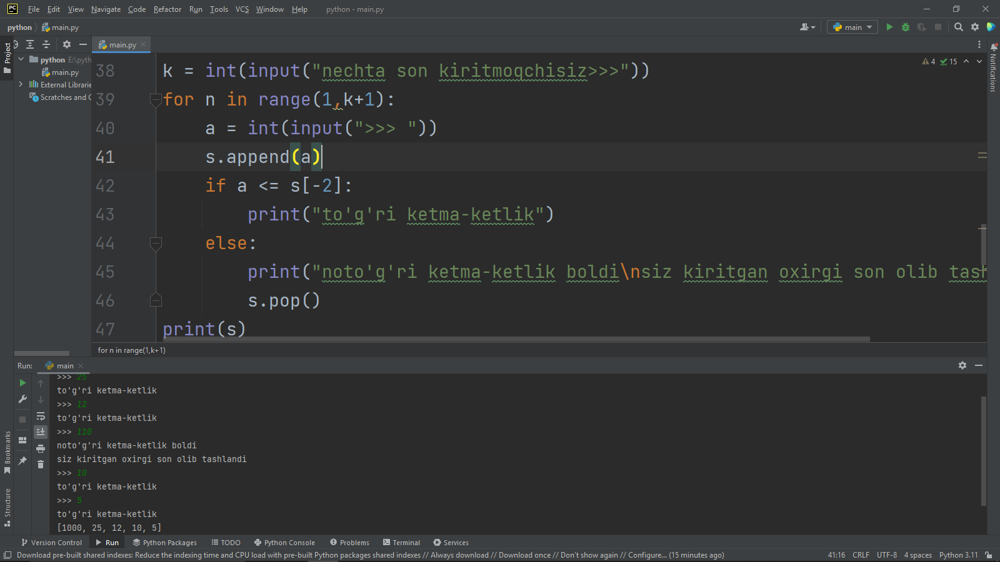 PC File Edit View Navigate Code Refactor Run Tools VCS Window Help python - main.py
python main.py main
Project main.py
python E:\pyth
main.py
External Librarie
Scratches and C
4 15
Notifications
38 k = int(input("nechta son kiritmoqchisiz>>>"))
39 for n in range(1,k+1):
40 a = int(input(">>> "))
41 s.append(a)
42 if a <= s[-2]:
43 print("to'g'ri ketma-ketlik")
44 else:
45 print("noto'g'ri ketma-ketlik boldi\nsiz kiritgan oxirgi son olib tash
46 s.pop()
47 print(s)
for n in range(1,k+1)
Run: main
>>> 25
to'g'ri ketma-ketlik
>>> 12
to'g'ri ketma-ketlik
>>> 110
noto'g'ri ketma-ketlik boldi
siz kiritgan oxirgi son olib tashlandi
>>> 10
to'g'ri ketma-ketlik
>>> 5
to'g'ri ketma-ketlik
[1000, 25, 12, 10, 5]
Bookmarks
Structure
Version Control Run Python Packages TODO Python Console Problems Terminal Services
Download pre-built shared indexes: Reduce the indexing time and CPU load with pre-built Python packages shared indexes // Always download // Download once // Don't show again // Configure... (15 minutes ago) 41:16 CRLF UTF-8 4 spaces Python 3.11